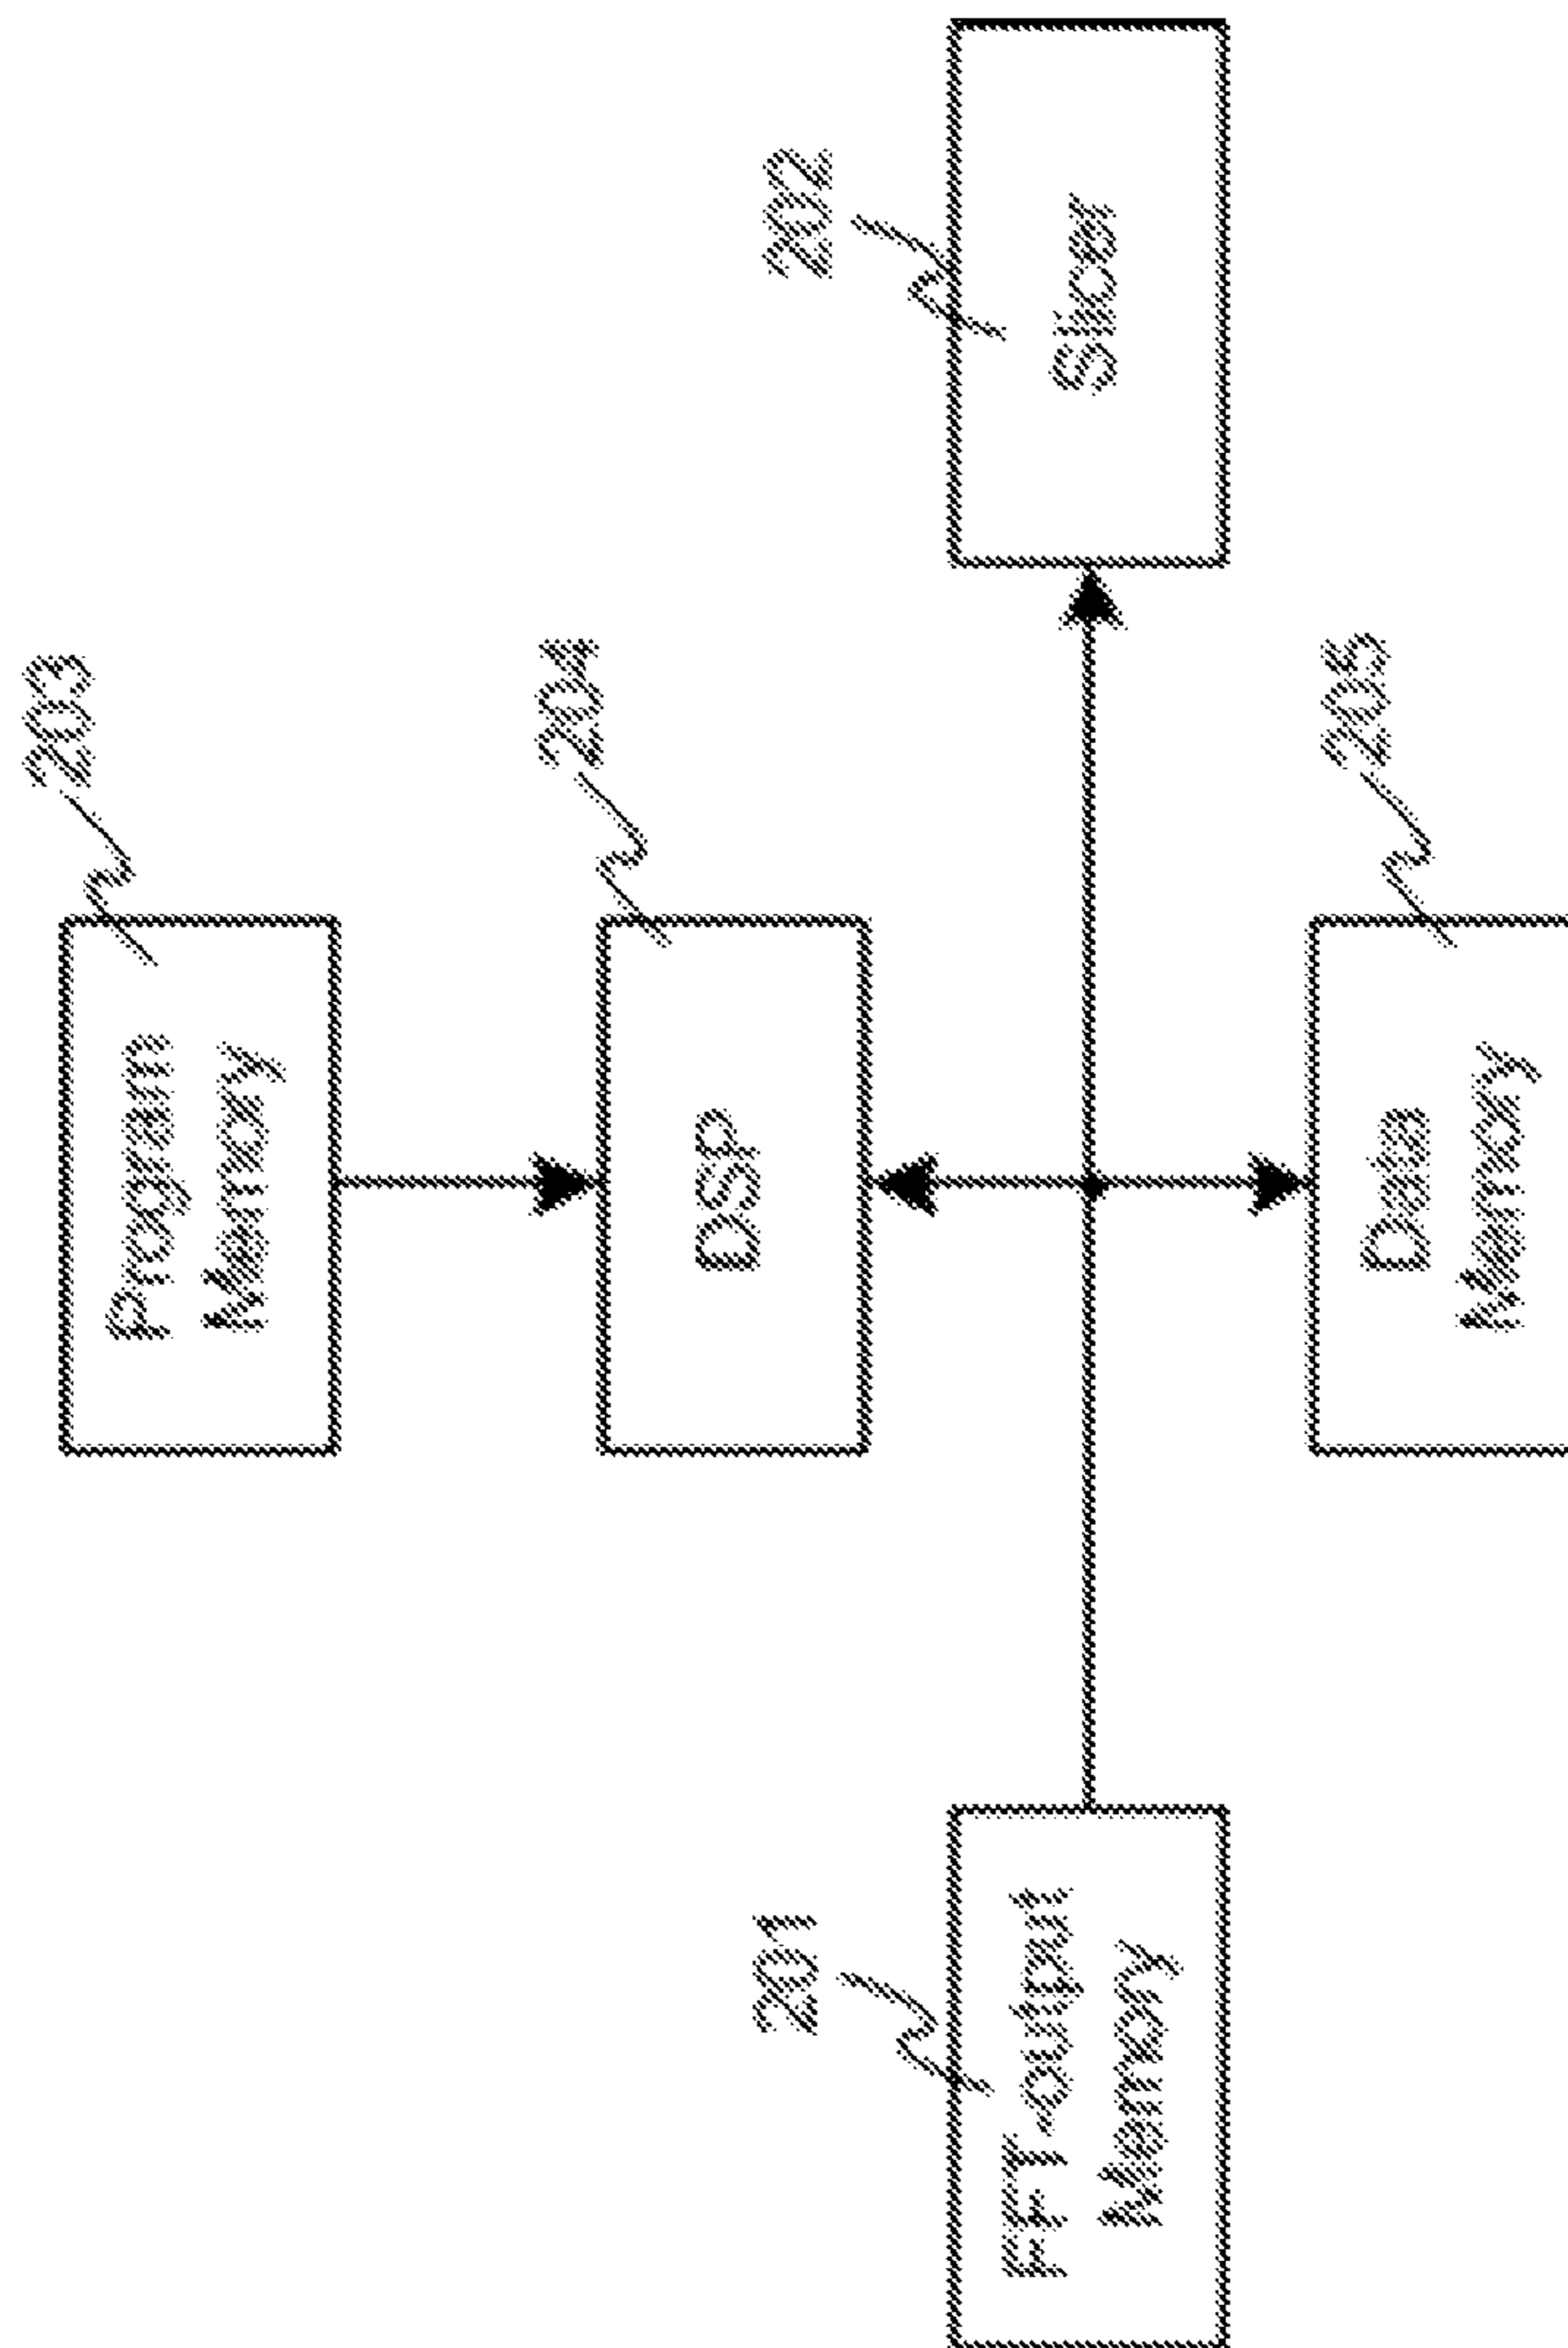 203
Program
Memory
204
DSP
201
FFT-output
Memory
202
Slicer
205
Data
Memory